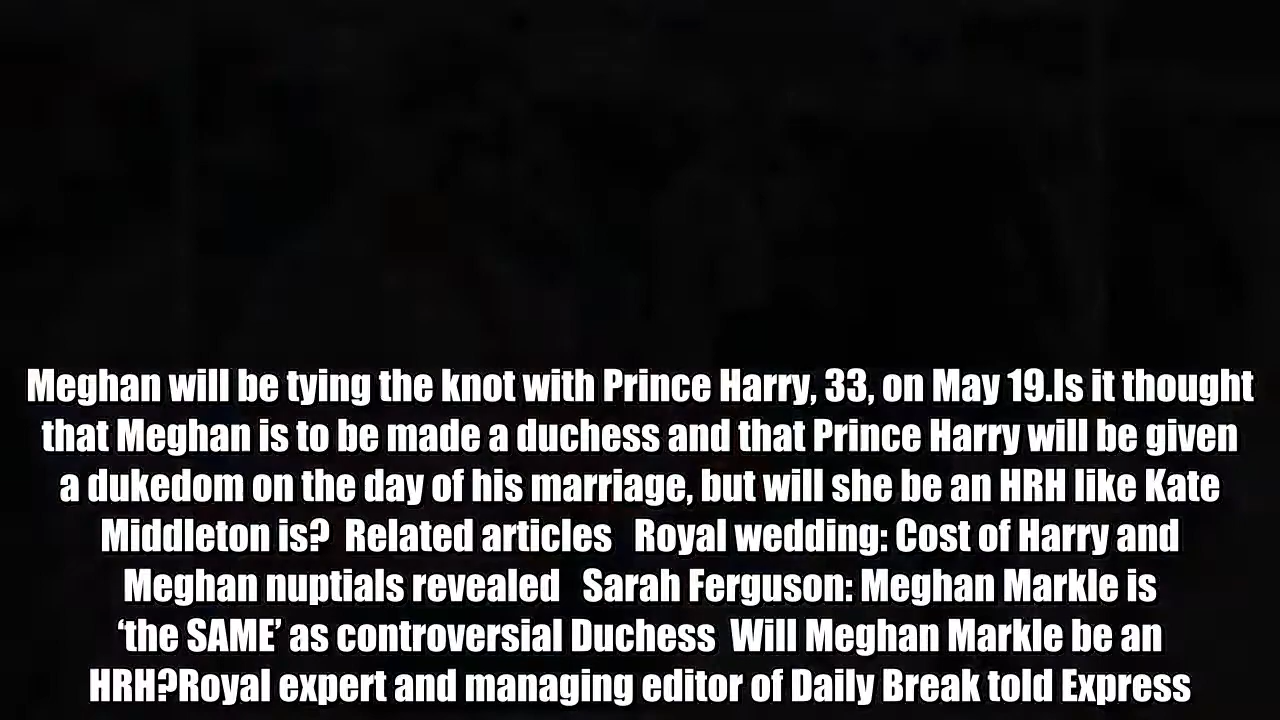 Meghan will be tying the knot with Prince Harry, 33, on May 19.Is it thought
that Meghan is to be made a duchess and that Prince Harry will be given
a dukedom on the day of his marriage, but will she be an HRH like Kate
Middleton is?  Related articles   Royal wedding: Cost of Harry and
Meghan nuptials revealed   Sarah Ferguson: Meghan Markle is
‘the SAME’ as controversial Duchess  Will Meghan Markle be an
HRH?Royal expert and managing editor of Daily Break told Express